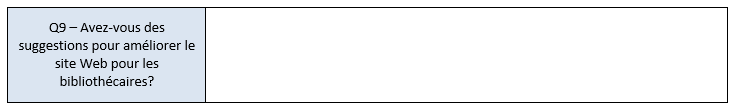 Q9 – Avez-vous des
suggestions pour améliorer le
site Web pour les
bibliothécaires?